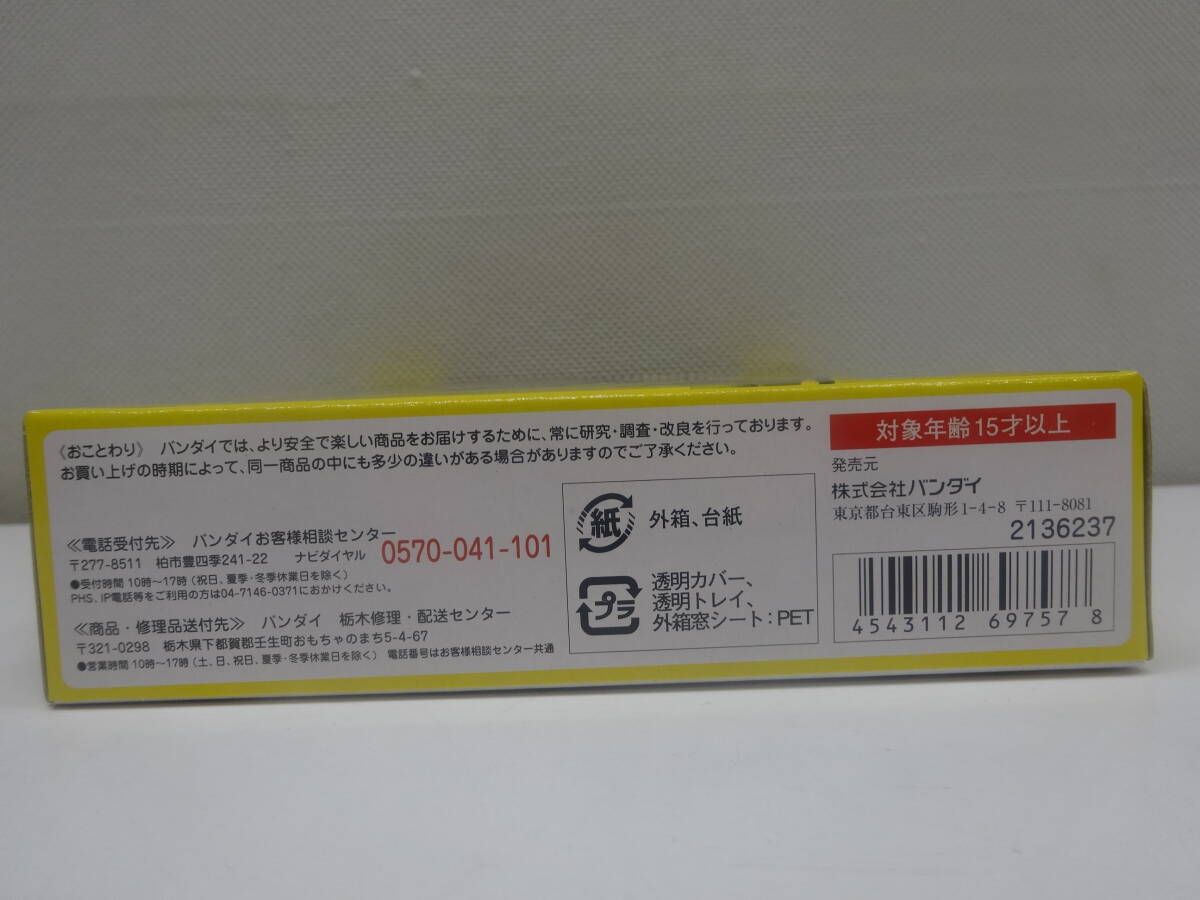 《おことわり》 バンダイでは、より安全で楽しい商品をお届けするために、常に研究・調査・改良を行っております。
お買い上げの時期によって、同一商品の中にも多少の違いがある場合がありますのでご了承ください。
≪電話受付先≫ バンダイお客様相談センター
〒277-8511 柏市豊四季241-22 ナビダイヤル 0570-041-101
●受付時間 10時～17時（祝日、夏季・冬季休業日を除く）
PHS、IP電話等をご利用の方は04-7146-0371におかけください。
≪商品・修理品送付先≫ バンダイ 栃木修理・配送センター
〒321-0298 栃木県下都賀郡壬生町おもちゃのまち5-4-67
●営業時間 10時～17時（土、日、祝日、夏季・冬季休業日を除く） 電話番号はお客様相談センター共通
紙 外箱、台紙
プラ 透明カバー、
透明トレイ、
外箱窓シート：PET
対象年齢15才以上
発売元
株式会社バンダイ
東京都台東区駒形1-4-8 〒111-8081
2136237
4543112 697578